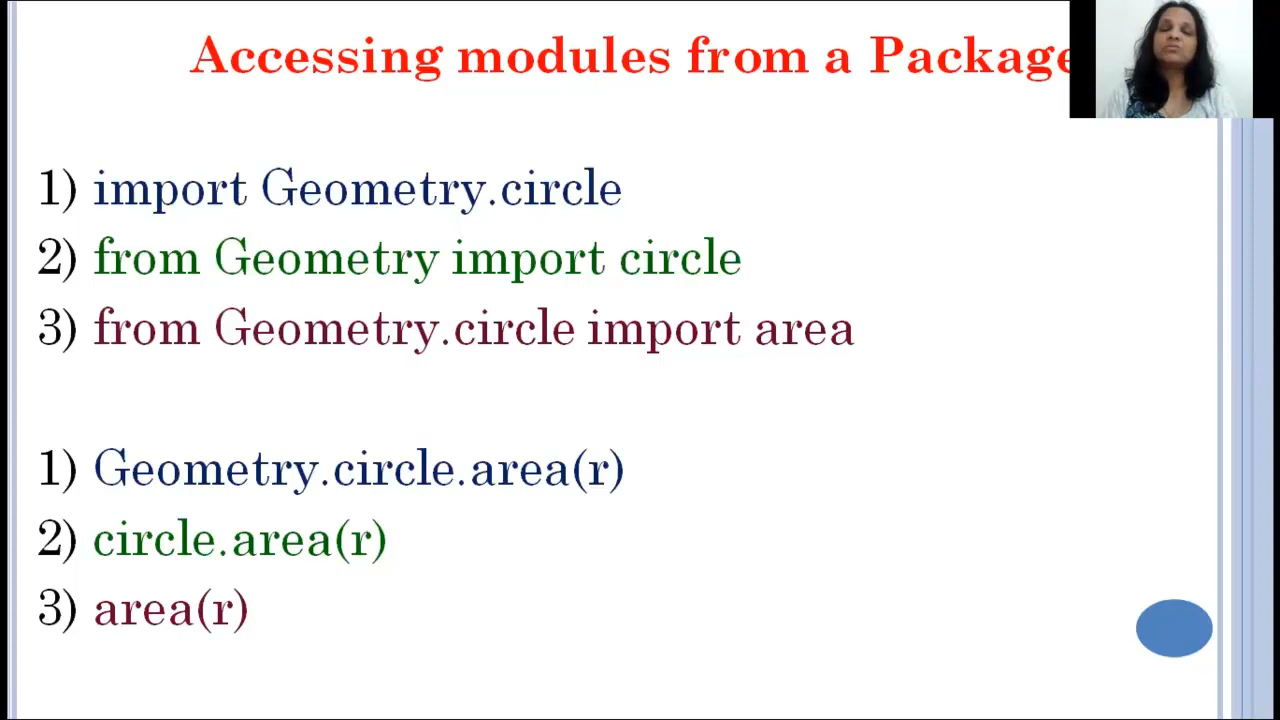 Accessing modules from a Package
1) import Geometry.circle
2) from Geometry import circle
3) from Geometry.circle import area
1) Geometry.circle.area(r)
2) circle.area(r)
3) area(r)